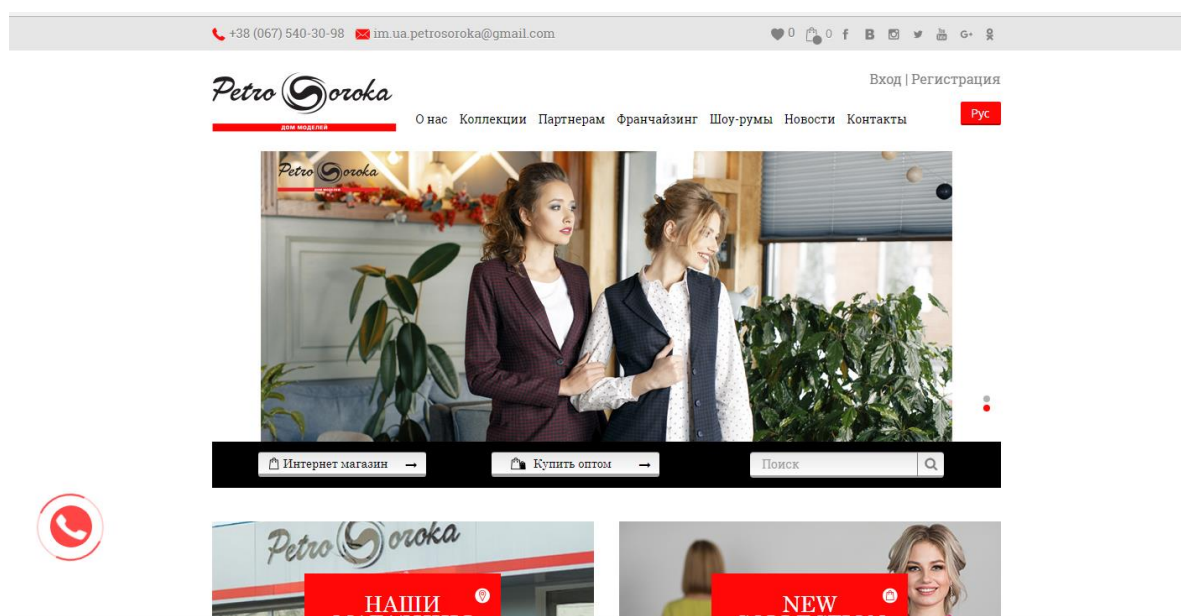 +38 (067) 540-30-98 im.ua.petrosoroka@gmail.com 0 0
Вход | Регистрация
Petro Soroka
ДОМ МОДЕЛЕЙ
О нас Коллекции Партнерам Франчайзинг Шоу-румы Новости Контакты Рус
Petro Soroka
Интернет магазин → Купить оптом → Поиск
Petro Soroka
НАШИ
NEW